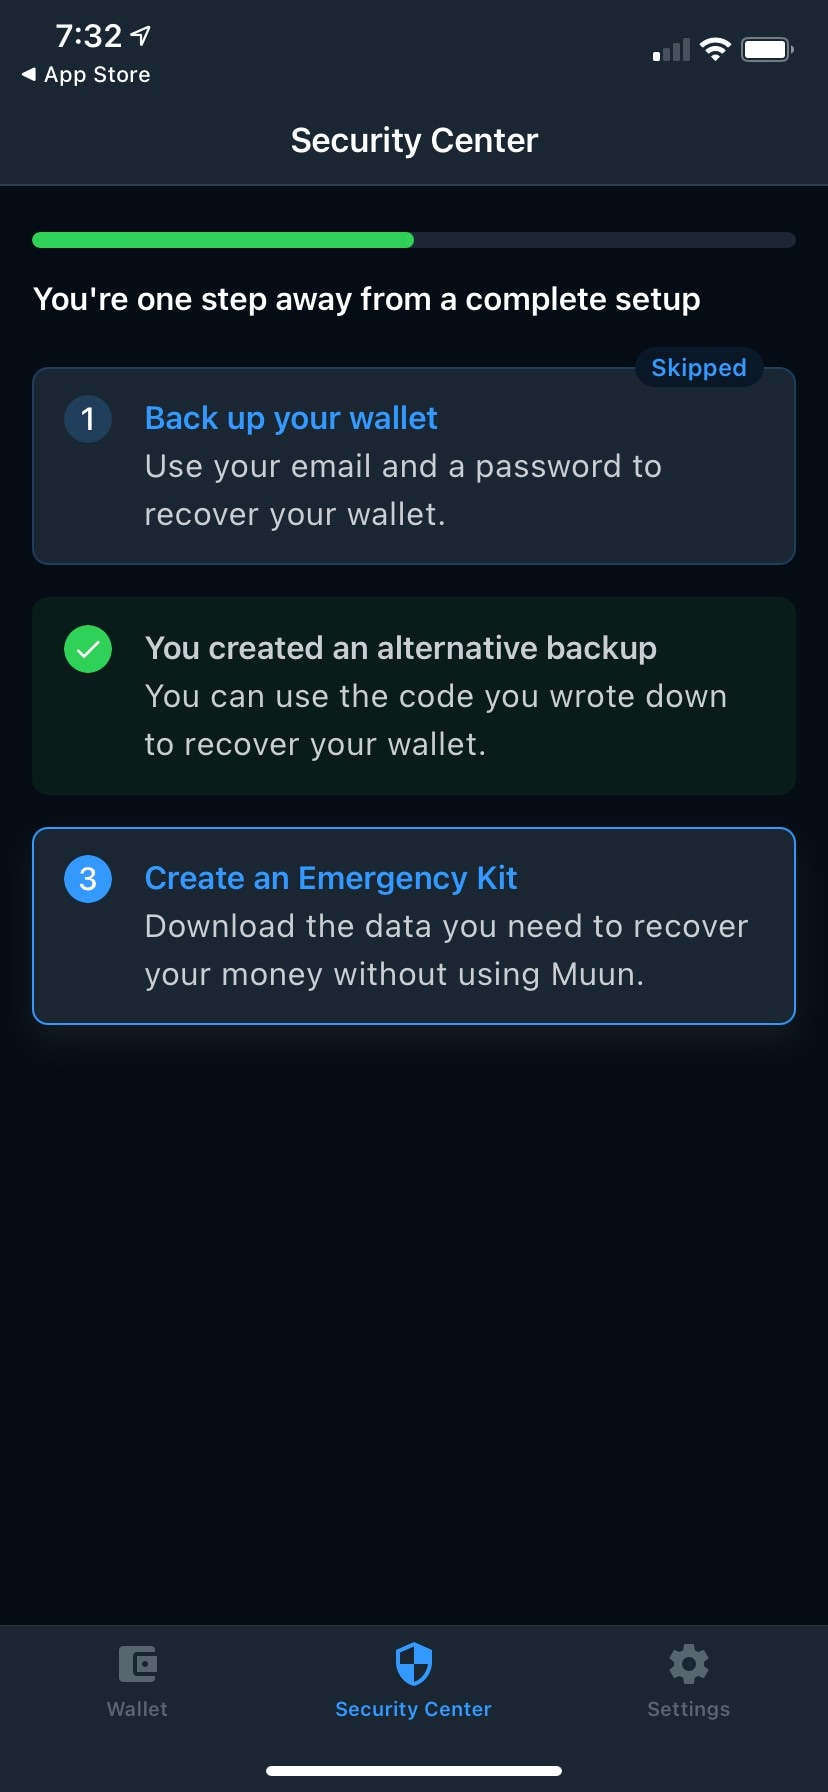 7:32
◀ App Store
Security Center
You're one step away from a complete setup
Skipped
1
Back up your wallet
Use your email and a password to
recover your wallet.
You created an alternative backup
You can use the code you wrote down
to recover your wallet.
3
Create an Emergency Kit
Download the data you need to recover
your money without using Muun.
Wallet
Security Center
Settings